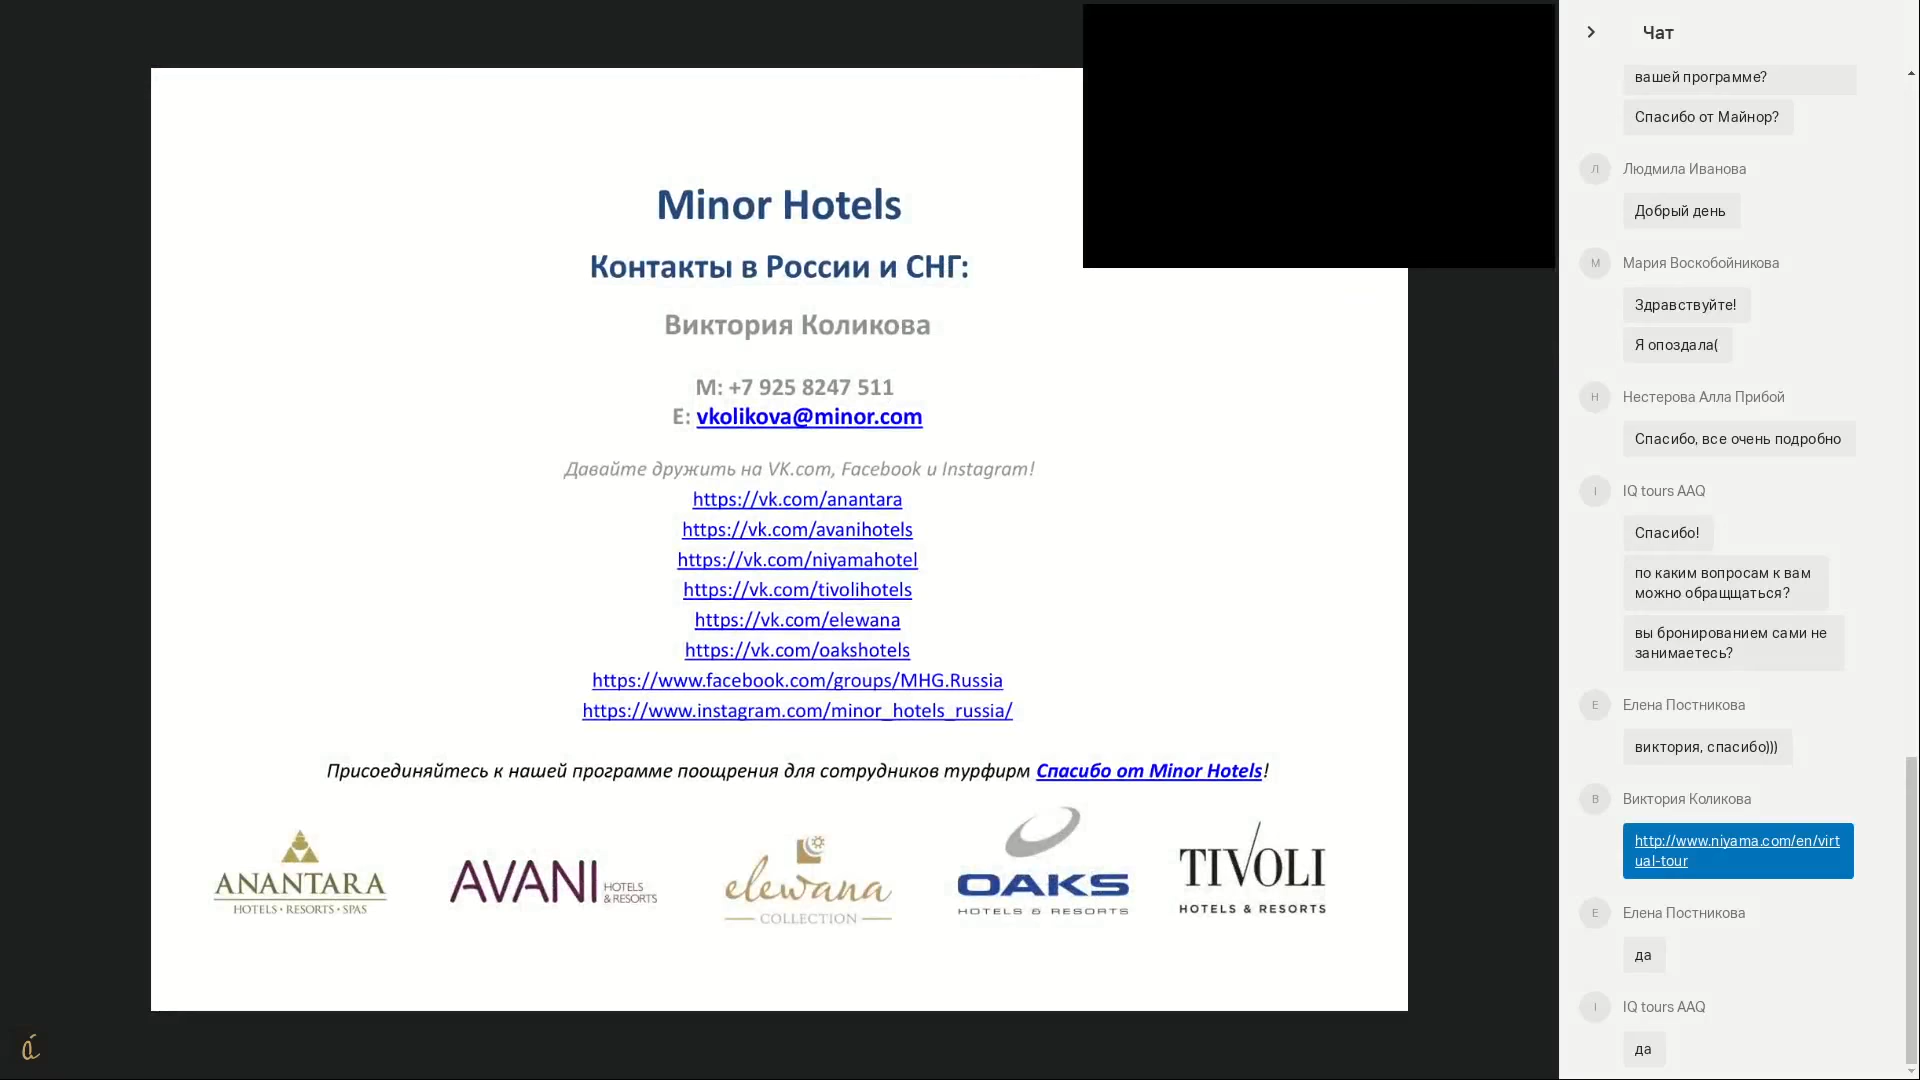 Minor Hotels
Контакты в России и СНГ:
Виктория Коликова
M: +7 925 8247 511
E: vkolikova@minor.com
Давайте дружить на VK.com, Facebook и Instagram!
https://vk.com/anantara
https://vk.com/avanihotels
https://vk.com/niyamahotel
https://vk.com/tivolihotels
https://vk.com/elewana
https://vk.com/oakshotels
https://www.facebook.com/groups/MHG.Russia
https://www.instagram.com/minor_hotels_russia/
Присоединяйтесь к нашей программе поощрения для сотрудников турфирм Спасибо от Minor Hotels!
ANANTARA
HOTELS • RESORTS • SPAS
AVANI HOTELS
& RESORTS
elewana
COLLECTION
OAKS
HOTELS & RESORTS
TIVOLI
HOTELS & RESORTS
á
Чат
вашей программе?
Спасибо от Майнор?
Л Людмила Иванова
Добрый день
М Мария Воскобойникова
Здравствуйте!
Я опоздала(
Н Нестерова Алла Прибой
Спасибо, все очень подробно
I IQ tours AAQ
Спасибо!
по каким вопросам к вам
можно обращщаться?
вы бронированием сами не
занимаетесь?
Е Елена Постникова
виктория, спасибо)))
В Виктория Коликова
http://www.niyama.com/en/virt
ual-tour
Е Елена Постникова
да
I IQ tours AAQ
да